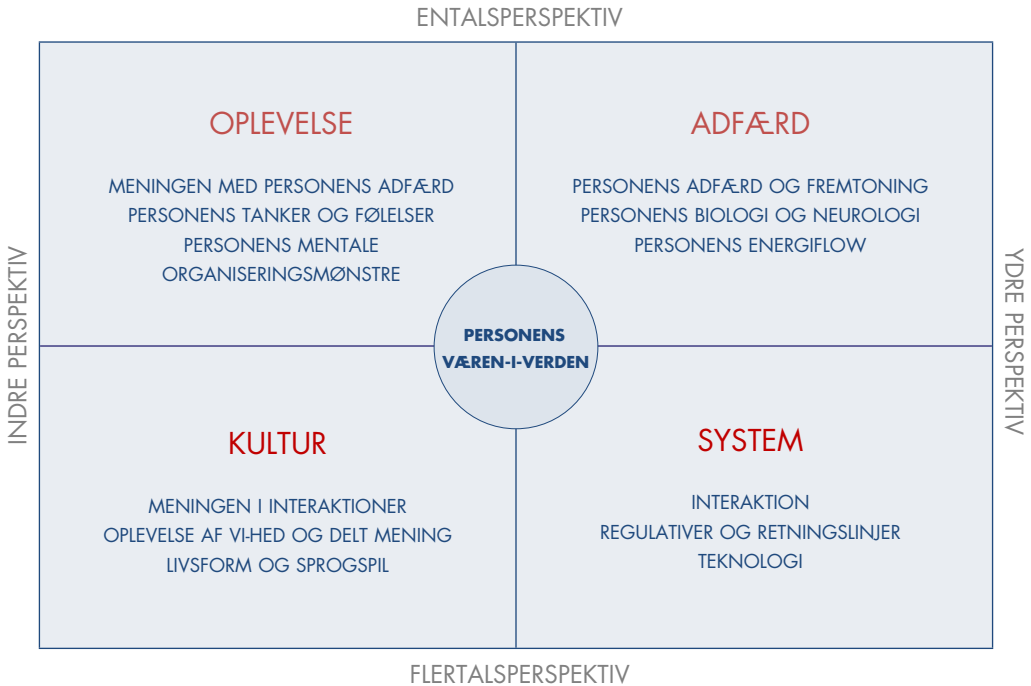 ENTALSPERSPEKTIV
OPLEVELSE
MENINGEN MED PERSONENS ADFÆRD
PERSONENS TANKER OG FØLELSER
PERSONENS MENTALE
ORGANISERINGSMØNSTRE
ADFÆRD
PERSONENS ADFÆRD OG FREMTONING
PERSONENS BIOLOGI OG NEUROLOGI
PERSONENS ENERGIFLOW
INDRE PERSPEKTIV
YDRE PERSPEKTIV
PERSONENS
VÆREN-I-VERDEN
KULTUR
MENINGEN I INTERAKTIONER
OPLEVELSE AF VI-HED OG DELT MENING
LIVSFORM OG SPROGSPIL
SYSTEM
INTERAKTION
REGULATIVER OG RETNINGSLINJER
TEKNOLOGI
FLERTALSPERSPEKTIV